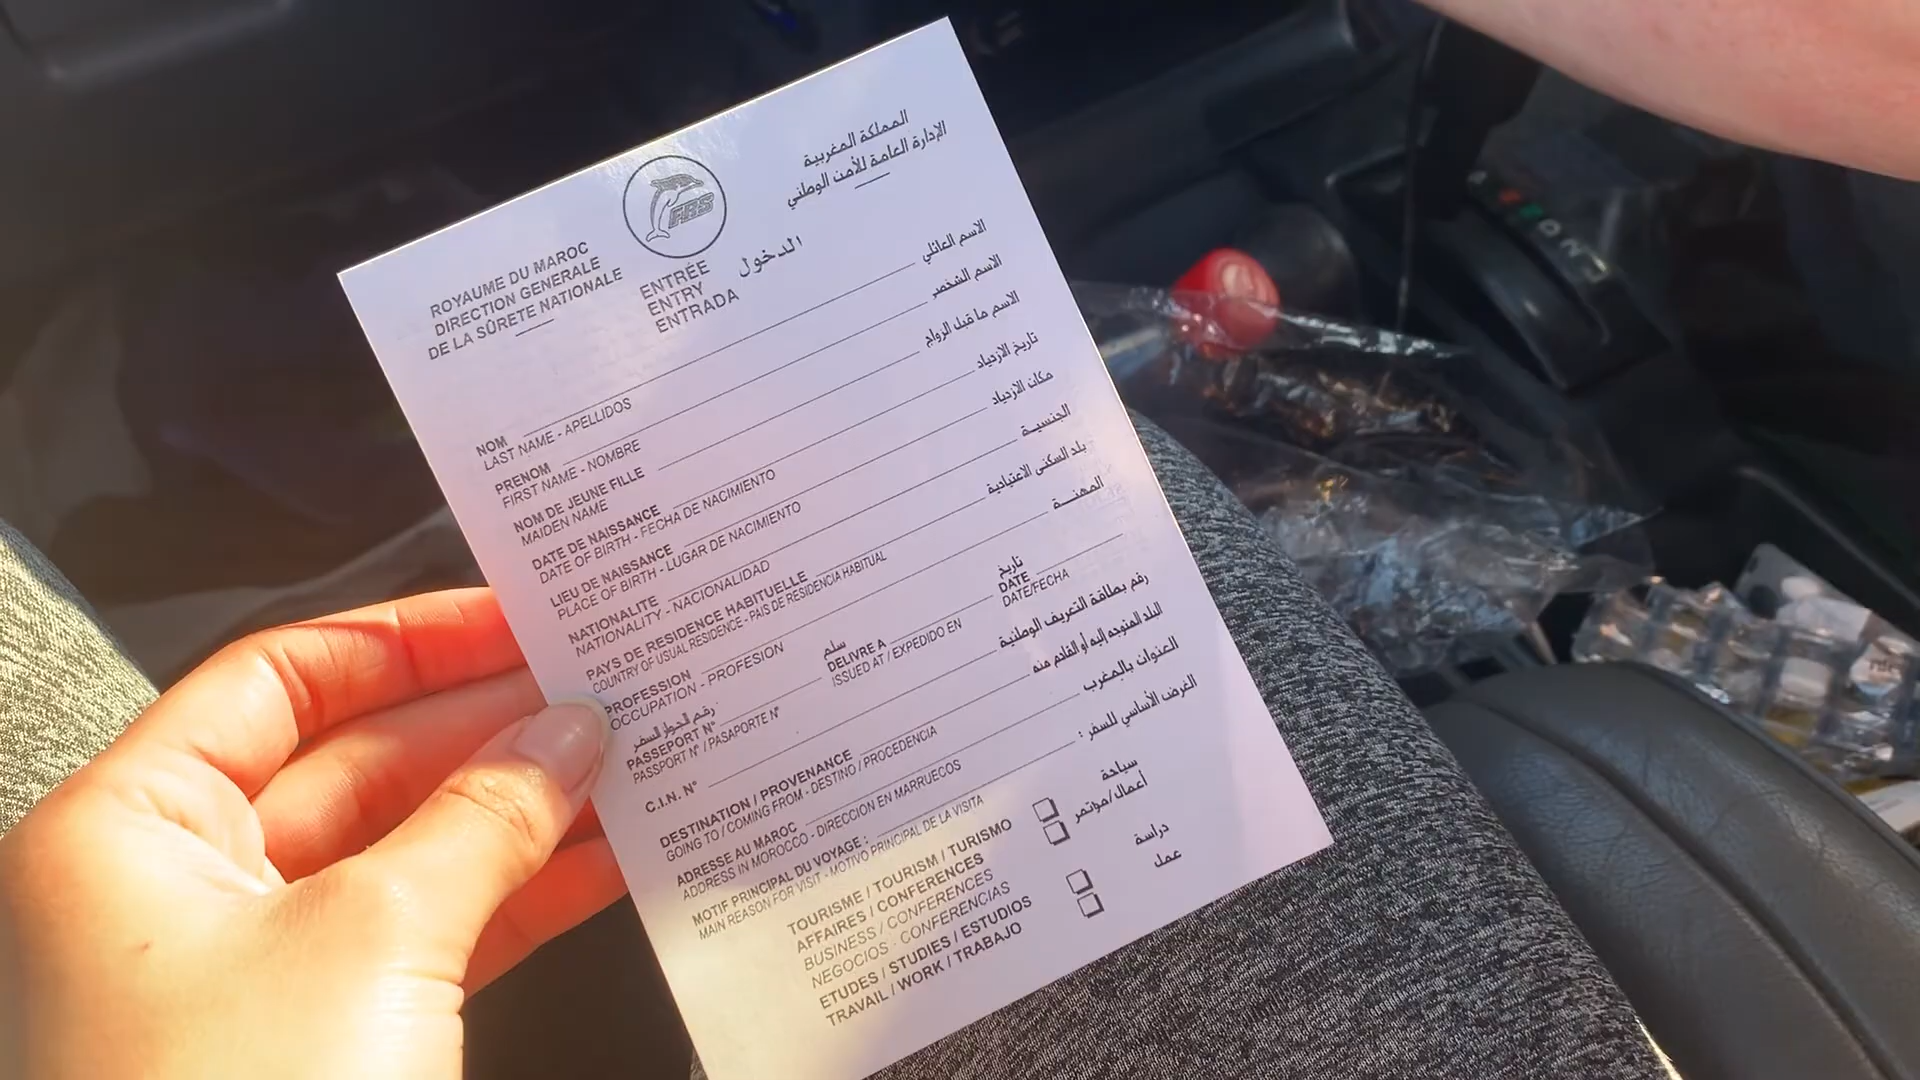 ROYAUME DU MAROC
DIRECTION GENERALE
DE LA SÛRETE NATIONALE
FRS
المملكة المغربية
الإدارة العامة للأمن الوطني
ENTRÉE
ENTRY
ENTRADA
الدخول
NOM الاسم العائلي
LAST NAME - APELLIDOS
PRENOM الاسم الشخصي
FIRST NAME - NOMBRE
NOM DE JEUNE FILLE الاسم ما قبل الزواج
MAIDEN NAME
DATE DE NAISSANCE تاريخ الازدياد
DATE OF BIRTH - FECHA DE NACIMIENTO
LIEU DE NAISSANCE مكان الازدياد
PLACE OF BIRTH - LUGAR DE NACIMIENTO
NATIONALITE الجنسية
NATIONALITY - NACIONALIDAD
PAYS DE RESIDENCE HABITUELLE بلد السكنى الاعتيادية
COUNTRY OF USUAL RESIDENCE - PAIS DE RESIDENCIA HABITUAL
PROFESSION المهنة
OCCUPATION - PROFESION
رقم الجواز السفر سلم تاريخ
PASSEPORT N° DELIVRE A DATE
PASSPORT N° / PASAPORTE N° ISSUED AT / EXPEDIDO EN DATE/FECHA
C.I.N. N° رقم بطاقة التعريف الوطنية
DESTINATION / PROVENANCE البلد المتوجه إليه أو القادم منه
GOING TO / COMING FROM - DESTINO / PROCEDENCIA
ADRESSE AU MAROC العنوان بالمغرب
ADDRESS IN MOROCCO - DIRECCION EN MARRUECOS
MOTIF PRINCIPAL DU VOYAGE : الغرض الأساسي للسفر :
MAIN REASON FOR VISIT - MOTIVO PRINCIPAL DE LA VISITA
TOURISME / TOURISM / TURISMO سياحة
AFFAIRES / CONFERENCES أعمال/مؤتمر
BUSINESS / CONFERENCES
NEGOCIOS - CONFERENCIAS
ETUDES / STUDIES / ESTUDIOS دراسة
TRAVAIL / WORK / TRABAJO عمل
R
N
D